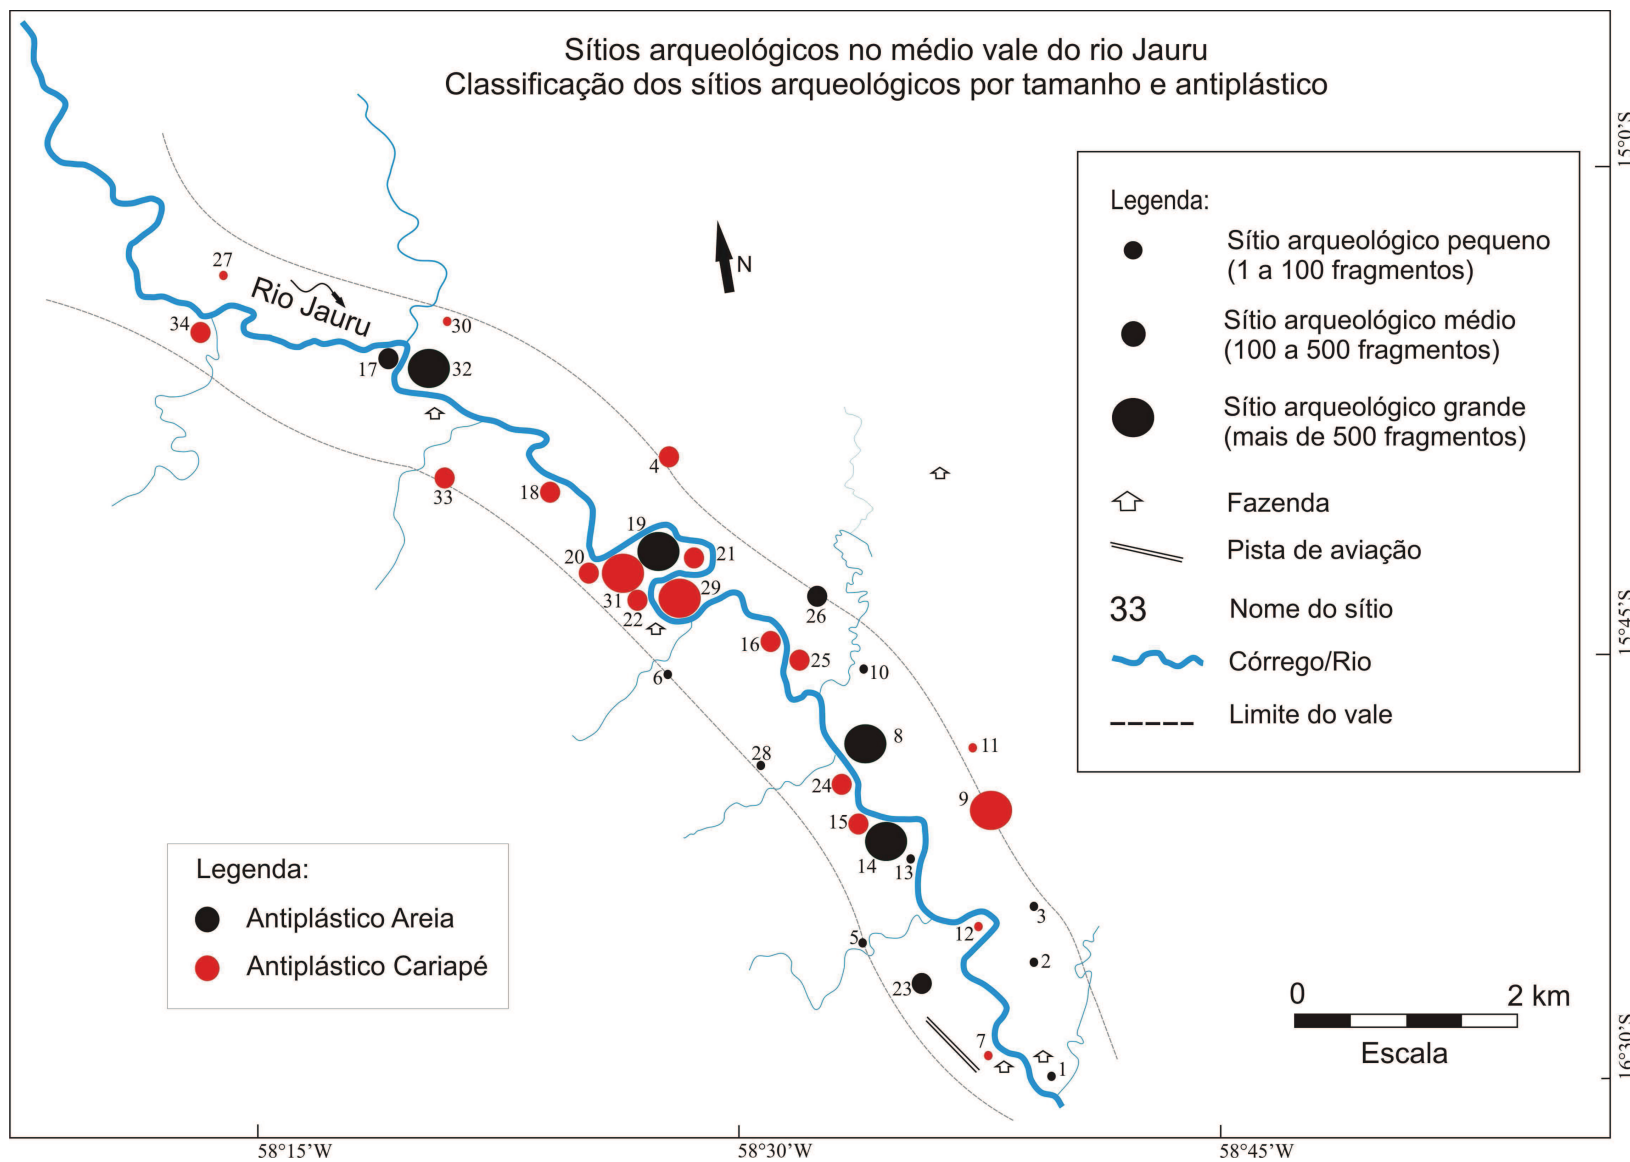 Sítios arqueológicos no médio vale do rio Jauru
Classificação dos sítios arqueológicos por tamanho e antiplástico
15°0’S
Legenda:
Sítio arqueológico pequeno
(1 a 100 fragmentos)
Sítio arqueológico médio
(100 a 500 fragmentos)
Sítio arqueológico grande
(mais de 500 fragmentos)
Fazenda
Pista de aviação
33
Nome do sítio
Córrego/Rio
Limite do vale
N
27
Rio Jauru
34
30
17
32
4
33
18
19
20
21
31
29
22
26
16
25
6
10
15°45’S
8
28
11
24
9
15
14
13
3
12
5
2
23
7
1
Legenda:
Antiplástico Areia
Antiplástico Cariapé
0
2 km
Escala
16°30’S
58°15’W
58°30’W
58°45’W